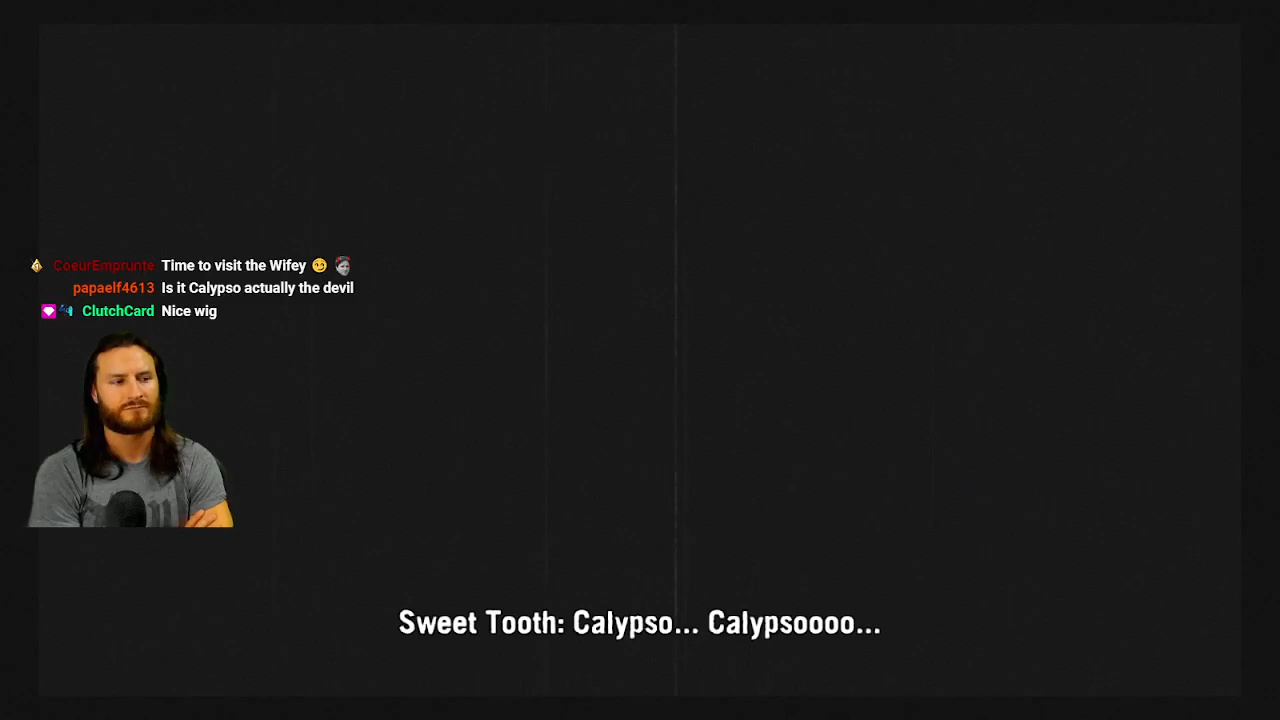 CoeurEmprunte Time to visit the Wifey
papaelf4613 Is it Calypso actually the devil
ClutchCard Nice wig
Sweet Tooth: Calypso... Calypsoooo...